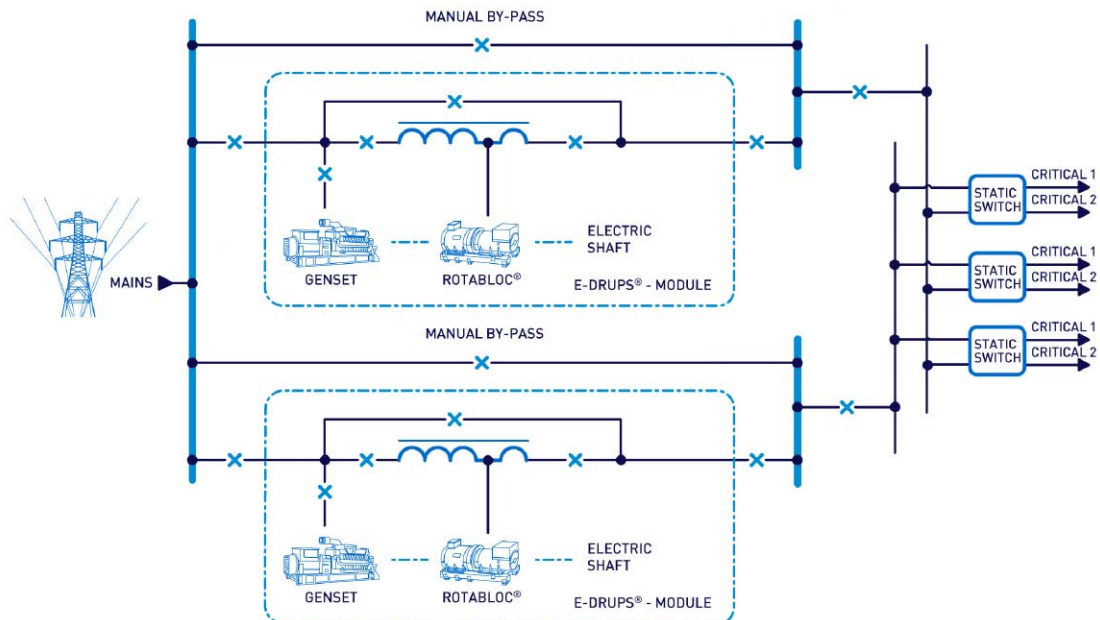 MANUAL BY-PASS
ELECTRIC
SHAFT
GENSET
ROTABLOC®
E-DRUPS® - MODULE
MAINS
MANUAL BY-PASS
ELECTRIC
SHAFT
GENSET
ROTABLOC®
E-DRUPS® - MODULE
STATIC
SWITCH
CRITICAL 1
CRITICAL 2
STATIC
SWITCH
CRITICAL 1
CRITICAL 2
STATIC
SWITCH
CRITICAL 1
CRITICAL 2